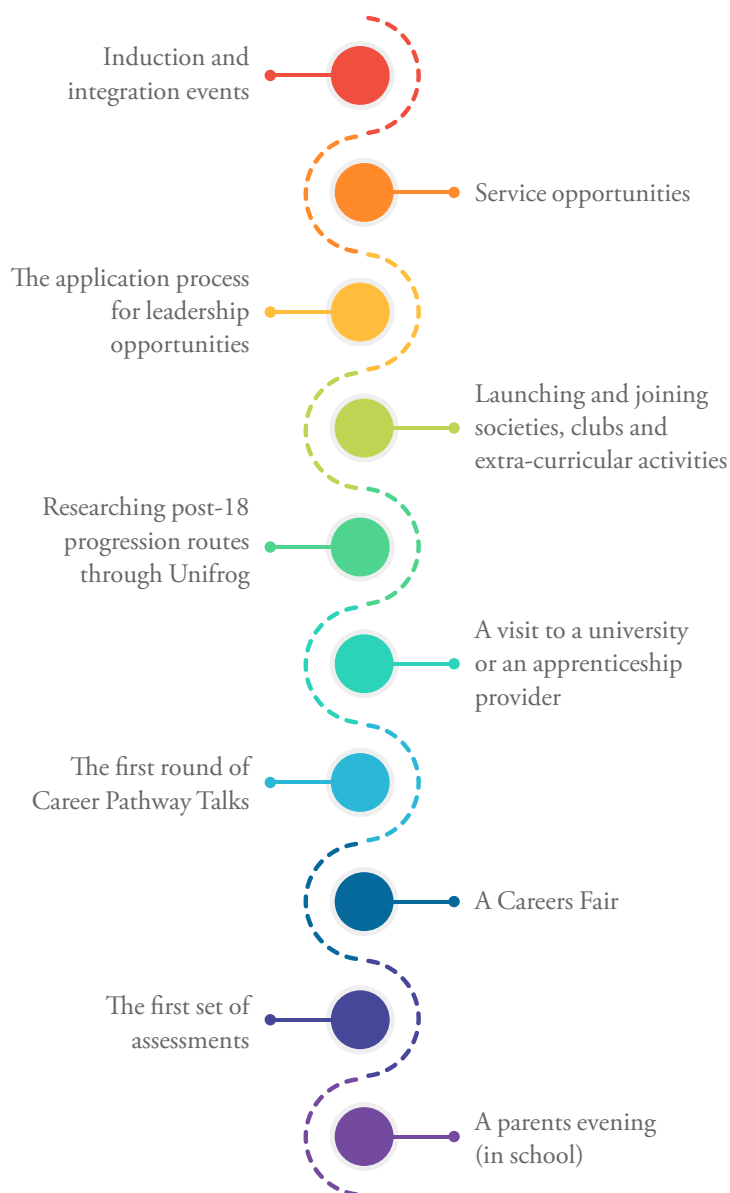 Induction and
integration events
Service opportunities
The application process
for leadership
opportunities
Launching and joining
societies, clubs and
extra-curricular activities
Researching post-18
progression routes
through Unifrog
A visit to a university
or an apprenticeship
provider
The first round of
Career Pathway Talks
A Careers Fair
The first set of
assessments
A parents evening
(in school)